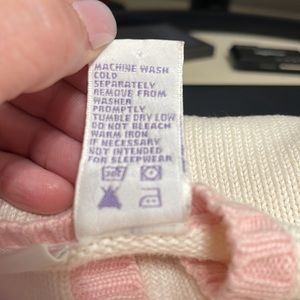 MACHINE WASH
COLD
SEPARATELY
REMOVE FROM
WASHER
PROMPTLY
TUMBLE DRY LOW
DO NOT BLEACH
WARM IRON
IF NECESSARY
NOT INTENDED
FOR SLEEPWEAR